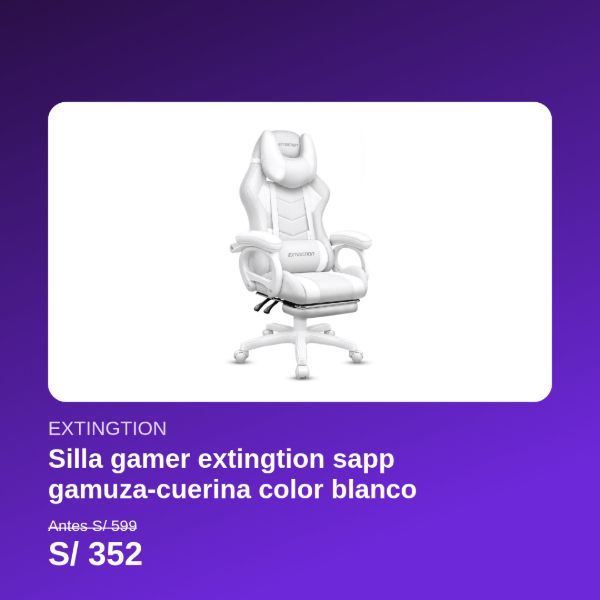 EXTINGTION
Silla gamer extingtion sapp
gamuza-cuerina color blanco
Antes S/ 599
S/ 352